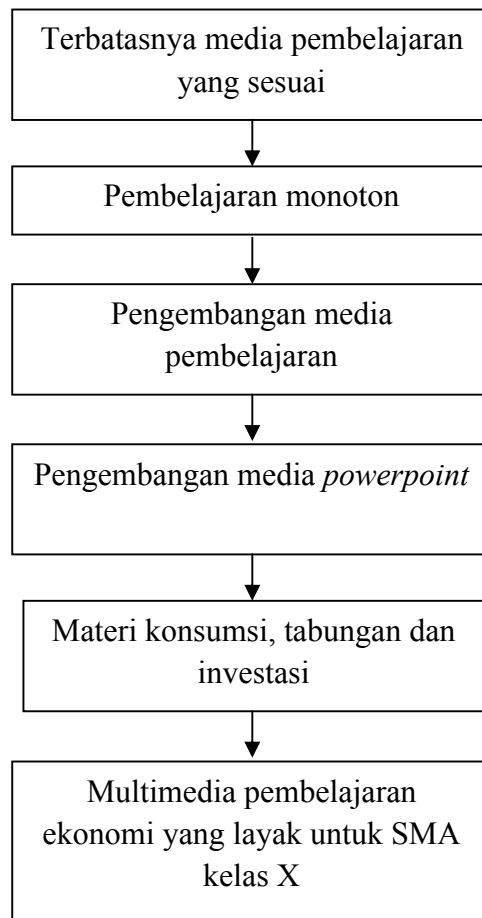 Terbatasnya media pembelajaran
yang sesuai
Pembelajaran monoton
Pengembangan media
pembelajaran
Pengembangan media powerpoint
Materi konsumsi, tabungan dan
investasi
Multimedia pembelajaran
ekonomi yang layak untuk SMA
kelas X